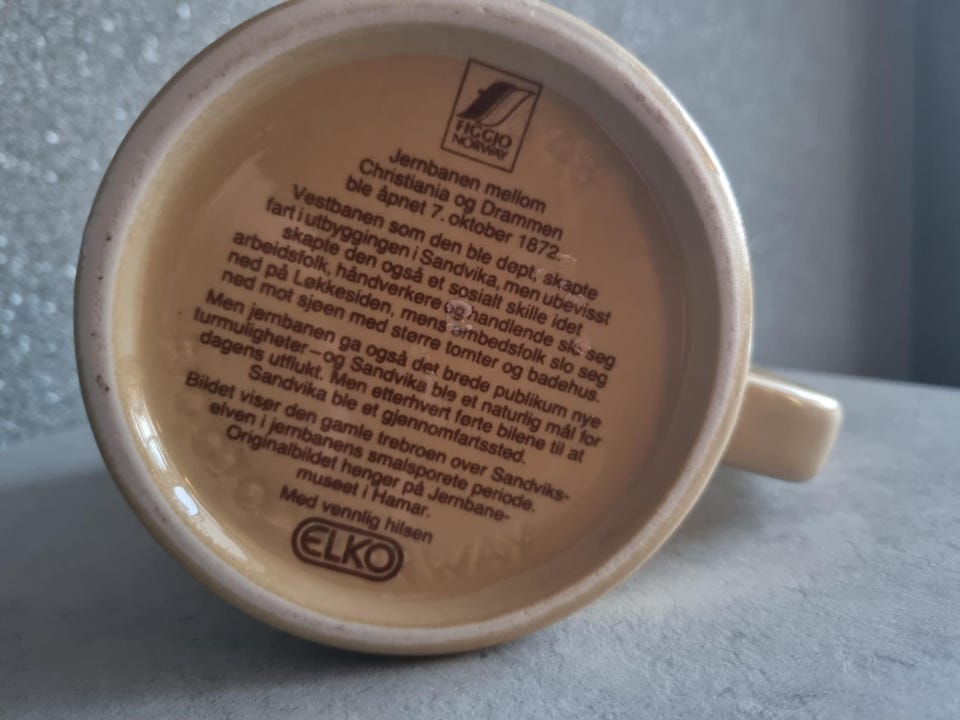 FIGGJO
NORWAY
Jernbanen mellom
Christiania og Drammen
ble åpnet 7. oktober 1872.
Vestbanen som den ble døpt, skapte
fart i utbyggingen i Sandvika, men ubevisst
skapte den også et sosialt skille idet
arbeidsfolk, håndverkere og handlende slo seg
ned på Løkkesiden, mens embedsfolk slo seg
ned mot sjøen med større tomter og badehus.
Men jernbanen ga også det brede publikum nye
turmuligheter – og Sandvika ble et naturlig mål for
dagens utflukt. Men etterhvert førte bilene til at
Sandvika ble et gjennomfartssted.
Bildet viser den gamle trebroen over Sandviks-
elven i jernbanens smalsporete periode.
Originalbildet henger på Jernbane-
museet i Hamar.
Med vennlig hilsen
ELKO